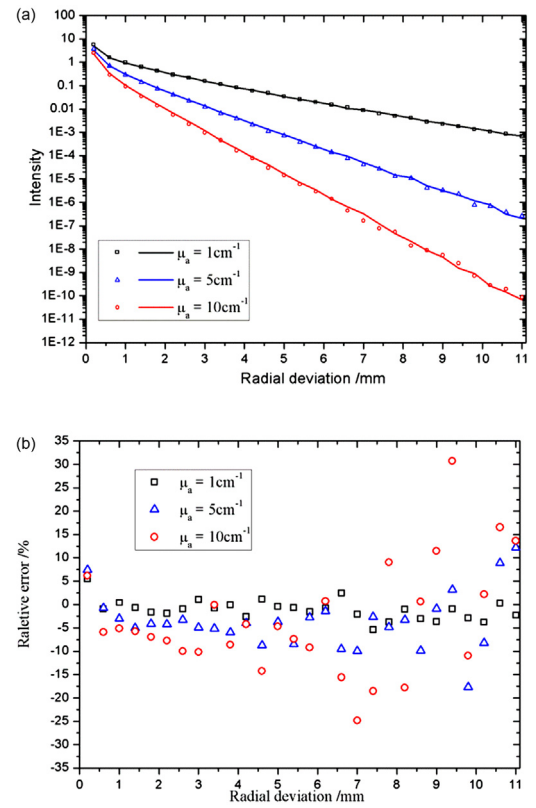 (a)
100
10
1
0.1
0.01
1E-3
1E-4
1E-5
1E-6
1E-7
1E-8
1E-9
1E-10
1E-11
1E-12
Intensity
μa = 1cm-1
μa = 5cm-1
μa = 10cm-1
0 1 2 3 4 5 6 7 8 9 10 11
Radial deviation /mm
(b)
35
30
25
20
15
10
5
0
-5
-10
-15
-20
-25
-30
-35
Raletive error /%
μa = 1cm-1
μa = 5cm-1
μa = 10cm-1
0 1 2 3 4 5 6 7 8 9 10 11
Radial deviation /mm